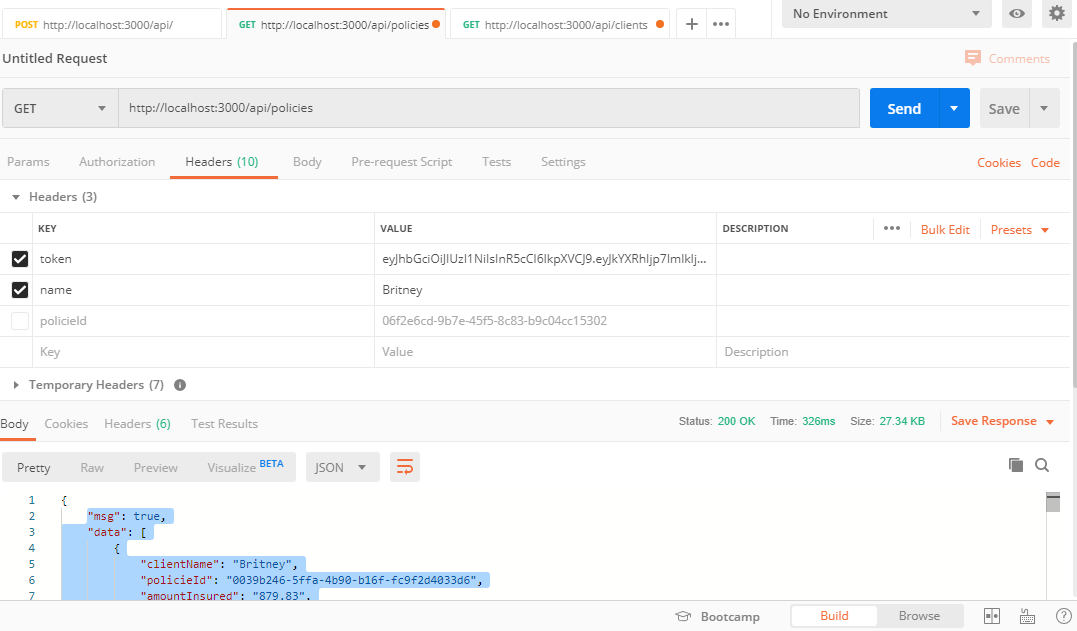 POST http://localhost:3000/api/
GET http://localhost:3000/api/policies
GET http://localhost:3000/api/clients
No Environment
Untitled Request
Comments
GET http://localhost:3000/api/policies Send Save
Params Authorization Headers (10) Body Pre-request Script Tests Settings Cookies Code
Headers (3)
KEY VALUE DESCRIPTION Bulk Edit Presets
token
name Britney
policieId 06f2e6cd-9b7e-45f5-8c83-b9c04cc15302
Key Value Description
Temporary Headers (7)
Body Cookies Headers (6) Test Results Status: 200 OK Time: 326ms Size: 27.34 KB Save Response
Pretty Raw Preview Visualize BETA JSON
1 {
2 "msg": true,
3 "data": [
4 {
5 "clientName": "Britney",
6 "policieId": "0039b246-5ffa-4b90-b16f-fc9f2d4033d6",
7 "amountInsured": "879.83",
Bootcamp Build Browse